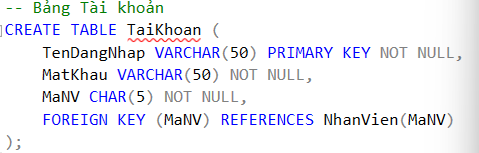 -- Bảng Tài khoản
CREATE TABLE TaiKhoan (
    TenDangNhap VARCHAR(50) PRIMARY KEY NOT NULL,
    MatKhau VARCHAR(50) NOT NULL,
    MaNV CHAR(5) NOT NULL,
    FOREIGN KEY (MaNV) REFERENCES NhanVien(MaNV)
);